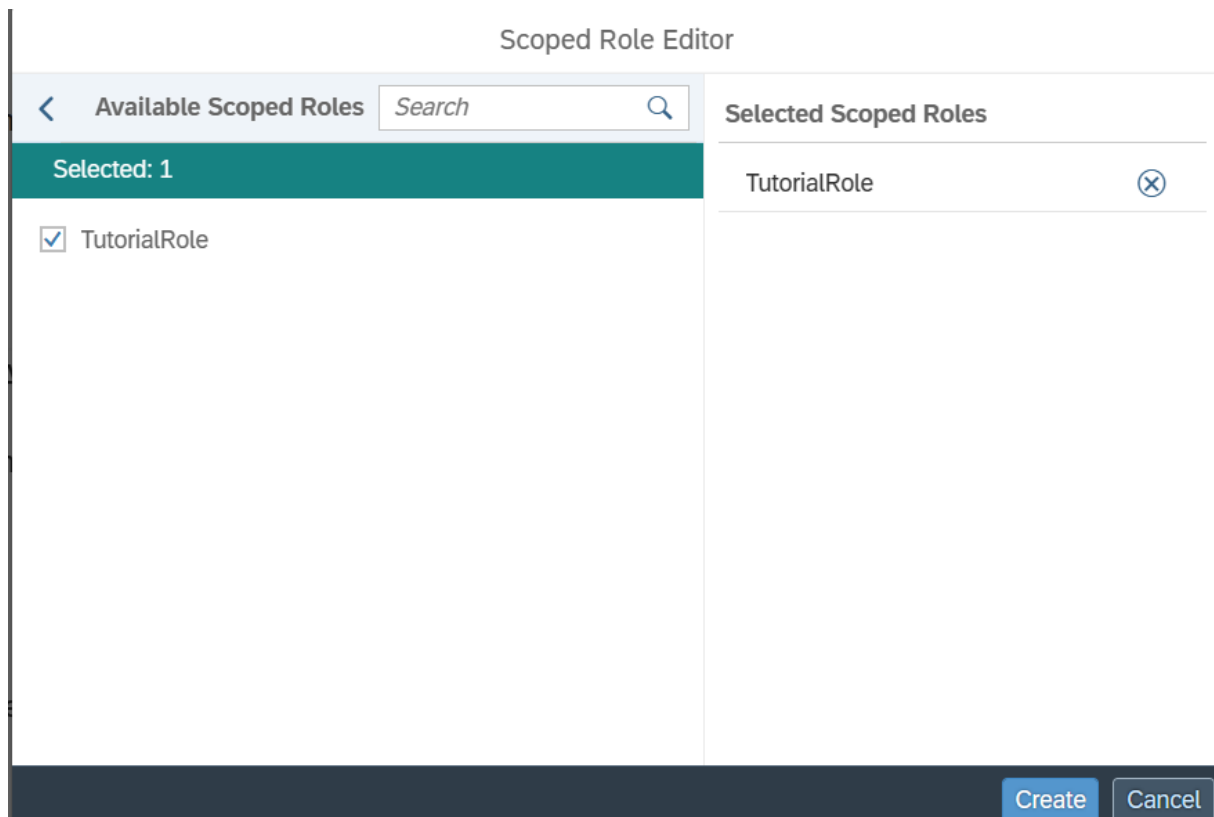 Scoped Role Editor
Available Scoped Roles
Search
Selected Scoped Roles
Selected: 1
TutorialRole
TutorialRole
Create
Cancel